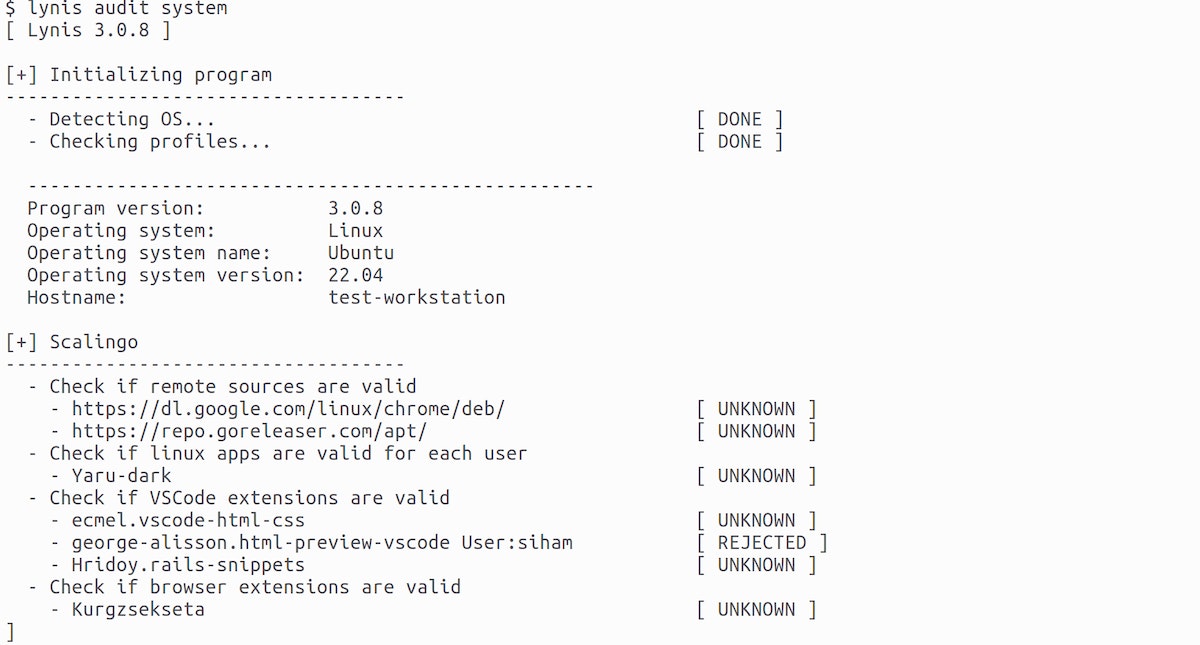 $ lynis audit system
[ Lynis 3.0.8 ]
[+] Initializing program
------------------------------------
- Detecting OS... [ DONE ]
- Checking profiles... [ DONE ]
---------------------------------------------------
Program version: 3.0.8
Operating system: Linux
Operating system name: Ubuntu
Operating system version: 22.04
Hostname: test-workstation
[+] Scalingo
------------------------------------
- Check if remote sources are valid
- https://dl.google.com/linux/chrome/deb/ [ UNKNOWN ]
- https://repo.goreleaser.com/apt/ [ UNKNOWN ]
- Check if linux apps are valid for each user
- Yaru-dark [ UNKNOWN ]
- Check if VSCode extensions are valid
- ecmel.vscode-html-css [ UNKNOWN ]
- george-alisson.html-preview-vscode User:siham [ REJECTED ]
- Hridoy.rails-snippets [ UNKNOWN ]
- Check if browser extensions are valid
- Kurgzsekseta [ UNKNOWN ]
]